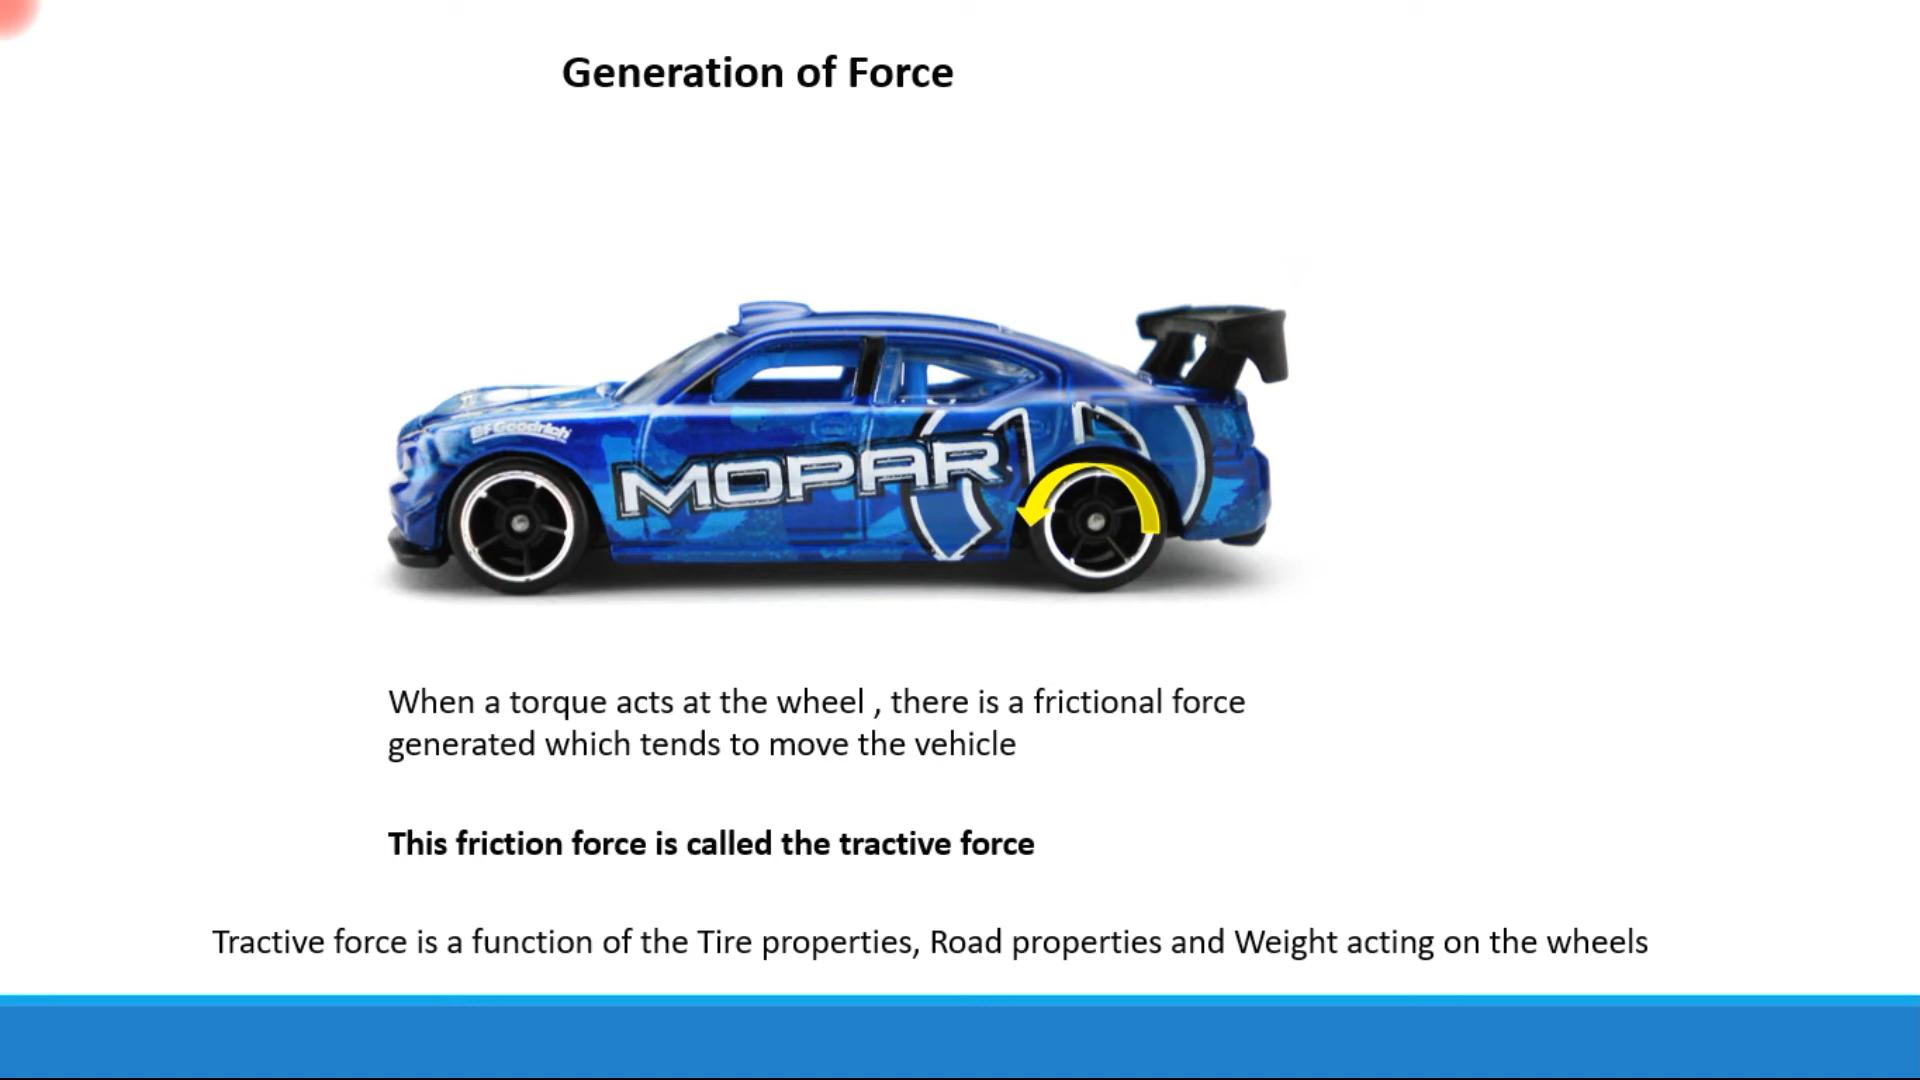 Generation of Force
BFGoodrich
MOPAR
When a torque acts at the wheel , there is a frictional force
generated which tends to move the vehicle
This friction force is called the tractive force
Tractive force is a function of the Tire properties, Road properties and Weight acting on the wheels